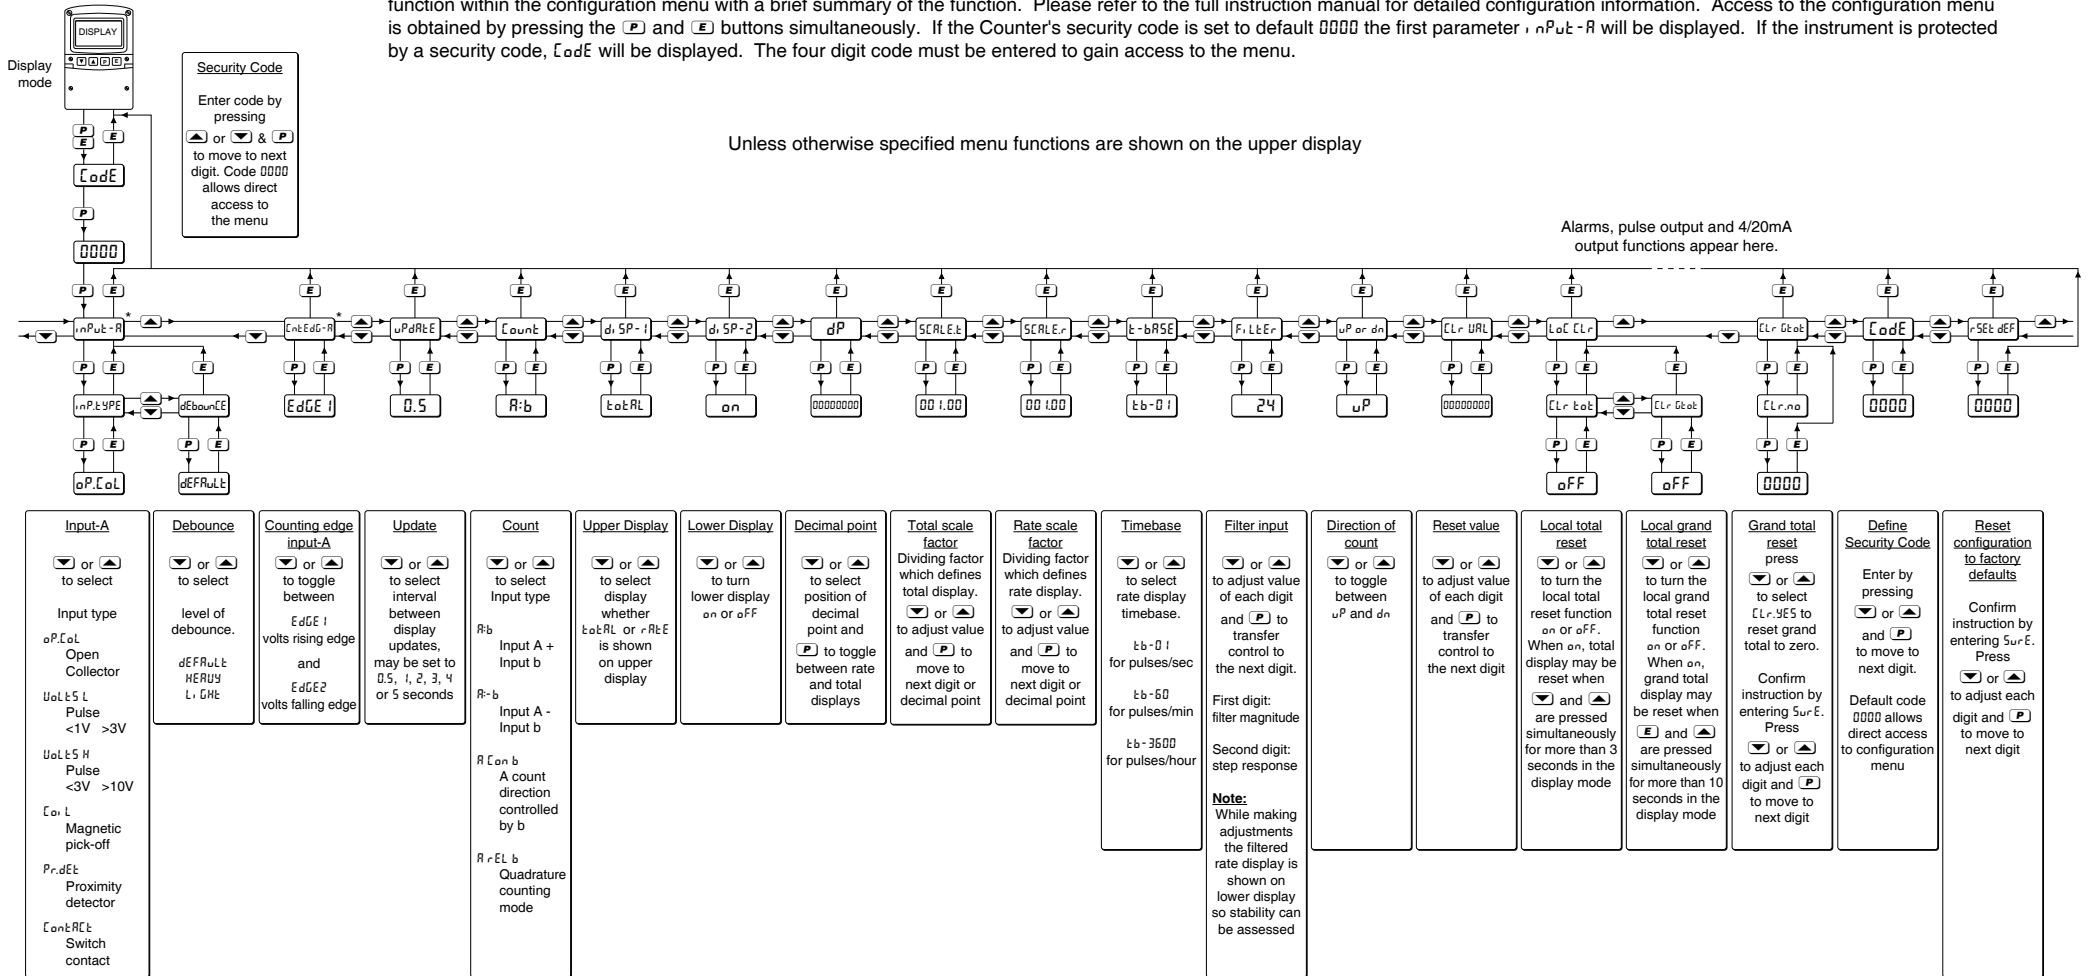 function within the configuration menu with a brief summary of the function. Please refer to the full instruction manual for detailed configuration information. Access to the configuration menu
is obtained by pressing the P and E buttons simultaneously. If the Counter's security code is set to default 0000 the first parameter inPut-A will be displayed. If the instrument is protected
by a security code, CodE will be displayed. The four digit code must be entered to gain access to the menu.
DISPLAY
▼ ▲ P E
Display
mode
Security Code
Enter code by
pressing
▲ or ▼ & P
to move to next
digit. Code 0000
allows direct
access to
the menu
Unless otherwise specified menu functions are shown on the upper display
P
E
E
CodE
P
0000
Alarms, pulse output and 4/20mA
output functions appear here.
P E E E E E E E E E E E E E E E E E
inPut-A* CntEdG-A* uPdAtE Count diSP-1 diSP-2 dP SCALE.t SCALE.r t-bASE FiLtEr uP or dn CLr VAL LoC CLr CLr Gtot CodE rSEt dEF
P E E P E P E P E P E P E P E P E P E P E P E P E P E P E E P E P E P E
inP.tYPE dEbounCE EdGE 1 0.5 A:b totAL on 00000000 001.00 001.00 tb-01 24 uP 00000000 CLr tot CLr Gtot CLr.no 0000 0000
P E P E P E P E P E
oP.CoL dEFAuLt oFF oFF 0000
Input-A
▼ or ▲
to select
Input type
oP.CoL
Open
Collector
VoLtS L
Pulse
<1V >3V
VoLtS H
Pulse
<3V >10V
CoiL
Magnetic
pick-off
Pr.dEt
Proximity
detector
ContACt
Switch
contact
Debounce
▼ or ▲
to select
level of
debounce.
dEFAuLt
HEAVY
LiGHt
Counting edge
input-A
▼ or ▲
to toggle
between
EdGE 1
volts rising edge
and
EdGE2
volts falling edge
Update
▼ or ▲
to select
interval
between
display
updates,
may be set to
0.5, 1, 2, 3, 4
or 5 seconds
Count
▼ or ▲
to select
Input type
A:b
Input A +
Input b
A:-b
Input A -
Input b
A Con b
A count
direction
controlled
by b
A rEL b
Quadrature
counting
mode
Upper Display
▼ or ▲
to select
display
whether
totAL or rAtE
is shown
on upper
display
Lower Display
▼ or ▲
to turn
lower display
on or oFF
Decimal point
▼ or ▲
to select
position of
decimal
point and
P to toggle
between rate
and total
displays
Total scale
factor
Dividing factor
which defines
total display.
▼ or ▲
to adjust value
and P to
move to
next digit or
decimal point
Rate scale
factor
Dividing factor
which defines
rate display.
▼ or ▲
to adjust value
and P to
move to
next digit or
decimal point
Timebase
▼ or ▲
to select
rate display
timebase.
tb-01
for pulses/sec
tb-60
for pulses/min
tb-3600
for pulses/hour
Filter input
▼ or ▲
to adjust value
of each digit
and P to
transfer
control to
the next digit.
First digit:
filter magnitude
Second digit:
step response
Note:
While making
adjustments
the filtered
rate display is
shown on
lower display
so stability can
be assessed
Direction of
count
▼ or ▲
to toggle
between
uP and dn
Reset value
▼ or ▲
to adjust value
of each digit
and P to
transfer
control to
the next digit
Local total
reset
▼ or ▲
to turn the
local total
reset function
on or oFF.
When on, total
display may be
reset when
▼ and ▲
are pressed
simultaneously
for more than 3
seconds in the
display mode
Local grand
total reset
▼ or ▲
to turn the
local grand
total reset
function
on or oFF.
When on,
grand total
display may
be reset when
E and ▲
are pressed
simultaneously
for more than 10
seconds in the
display mode
Grand total
reset
press
▼ or ▲
to select
CLr.YES to
reset grand
total to zero.
Confirm
instruction by
entering SurE.
Press
▼ or ▲
to adjust each
digit and P
to move to
next digit
Define
Security Code
Enter by
pressing
▼ or ▲
and P
to move to
next digit.
Default code
0000 allows
direct access
to configuration
menu
Reset
configuration
to factory
defaults
Confirm
instruction by
entering SurE.
Press
▼ or ▲
to adjust each
digit and P
to move to
next digit